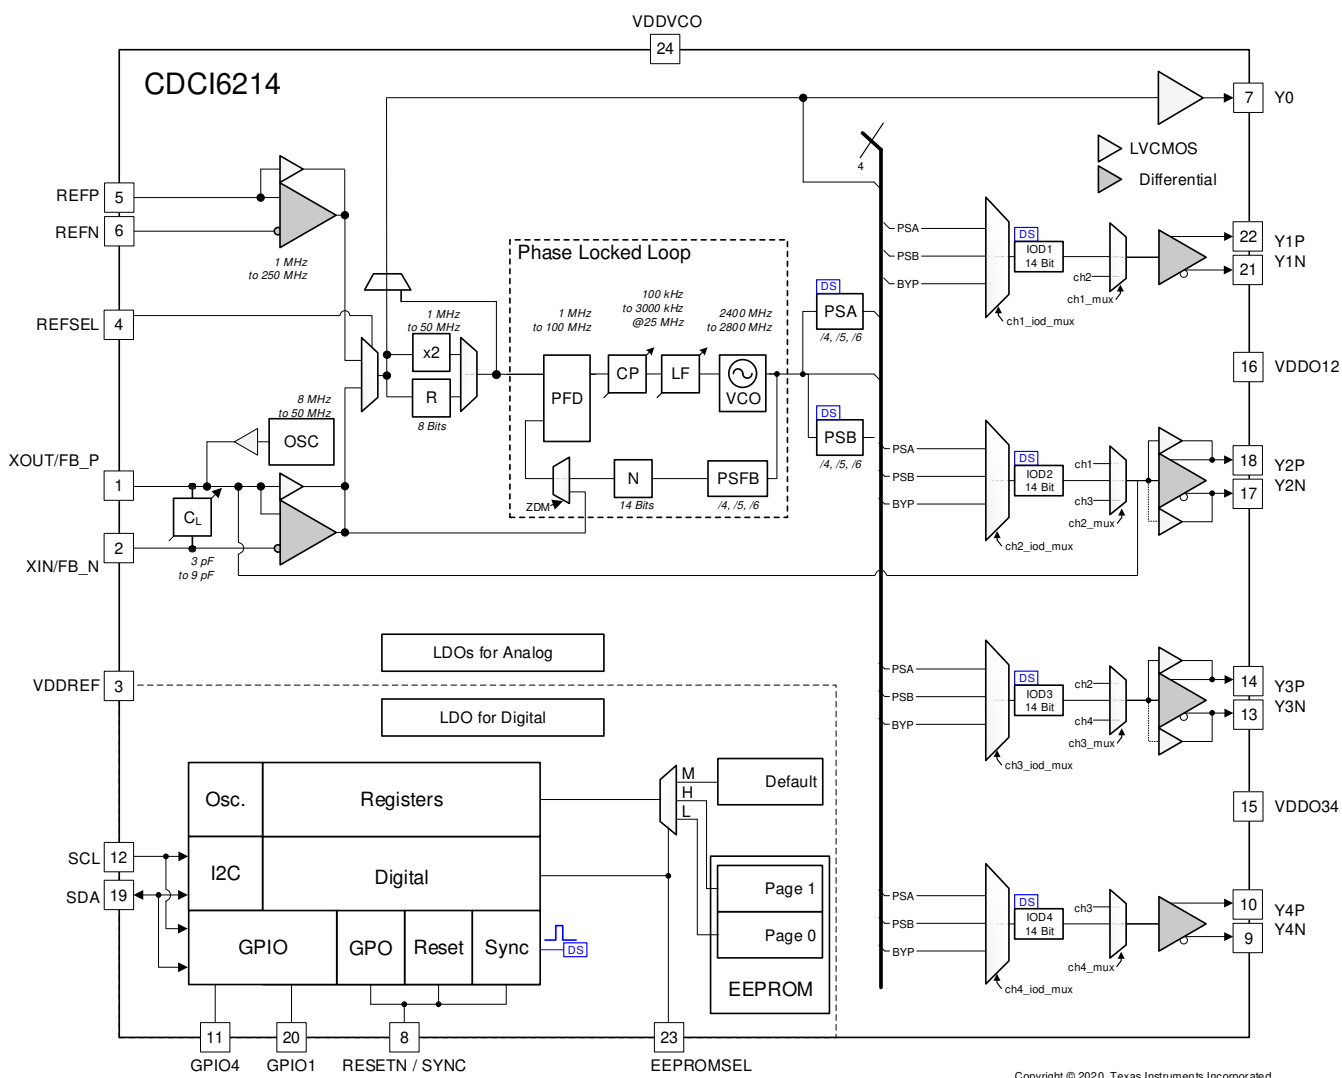 VDDVCO
24
CDCI6214
7 Y0
4
LVCMOS
Differential
REFP 5
REFN 6
1 MHz
to 250 MHz
REFSEL 4
Phase Locked Loop
1 MHz
to 50 MHz
x2
R
8 Bits
1 MHz
to 100 MHz
100 kHz
to 3000 kHz
@25 MHz
2400 MHz
to 2800 MHz
PFD
CP
LF
VCO
ZDM
N
14 Bits
PSFB
/4, /5, /6
DS
PSA
/4, /5, /6
DS
PSB
/4, /5, /6
8 MHz
to 50 MHz
OSC
XOUT/FB_P
1
CL
2
XIN/FB_N
3 pF
to 9 pF
PSA
PSB
BYP
DS
IOD1
14 Bit
ch2
ch1_mux
ch1_iod_mux
22 Y1P
21 Y1N
16 VDDO12
PSA
PSB
BYP
DS
IOD2
14 Bit
ch1
ch3
ch2_mux
ch2_iod_mux
18 Y2P
17 Y2N
PSA
PSB
BYP
DS
IOD3
14 Bit
ch2
ch4
ch3_mux
ch3_iod_mux
14 Y3P
13 Y3N
15 VDDO34
PSA
PSB
BYP
DS
IOD4
14 Bit
ch3
ch4_mux
ch4_iod_mux
10 Y4P
9 Y4N
LDOs for Analog
VDDREF 3
LDO for Digital
Osc.
Registers
I2C
Digital
GPIO
GPO
Reset
Sync
DS
SCL 12
SDA 19
M
H
L
Default
Page 1
Page 0
EEPROM
11
20
8
23
GPIO4
GPIO1
RESETN / SYNC
EEPROMSEL
Copyright © 2020, Texas Instruments Incorporated